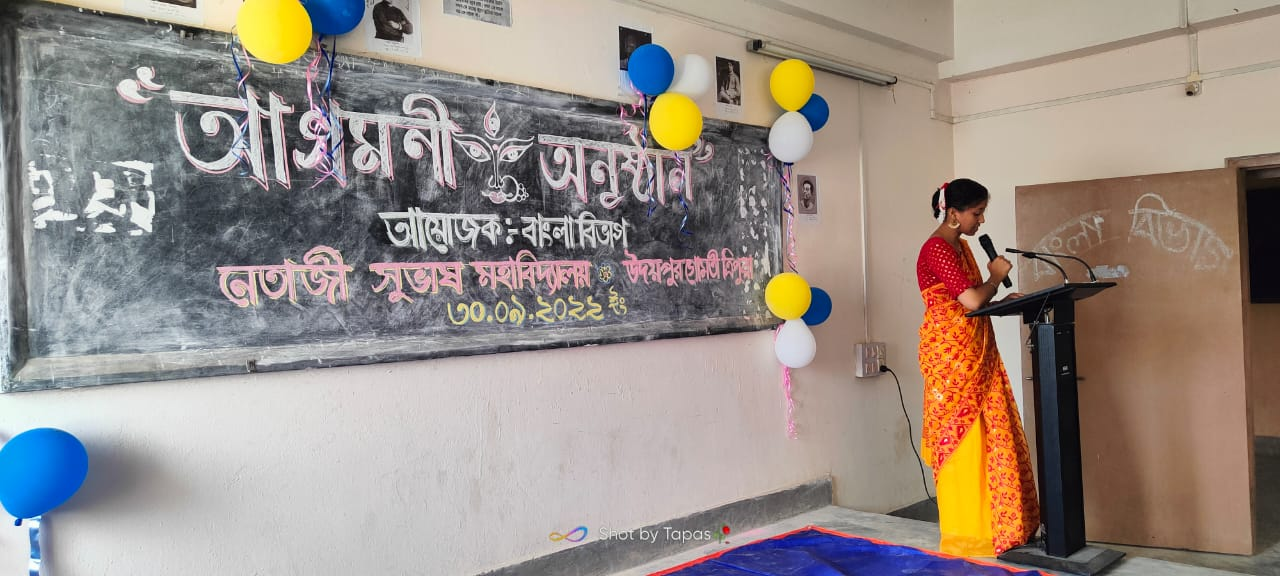 “আগমনী অনুষ্ঠান”
আয়োজক:- বাংলা বিভাগ
নেতাজী সুভাষ মহাবিদ্যালয় উদয়পুর গোমতী ত্রিপুরা
৩০.০৯.২০২২ ইং
বাংলা বিভাগ
Shot by Tapas